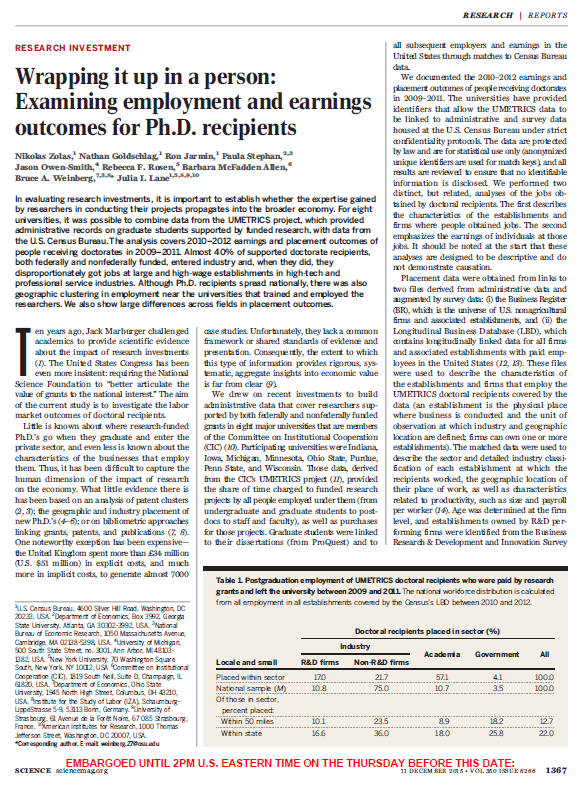 RESEARCH | REPORTS
RESEARCH INVESTMENT
Wrapping it up in a person:
Examining employment and earnings
outcomes for Ph.D. recipients
Nikolas Zolas,1 Nathan Goldschlag,1 Ron Jarmin,1 Paula Stephan,2,3
Jason Owen-Smith,4 Rebecca F. Rosen,5 Barbara McFadden Allen,6
Bruce A. Weinberg,7,3,8* Julia I. Lane1,5,8,9,10
In evaluating research investments, it is important to establish whether the expertise gained
by researchers in conducting their projects propagates into the broader economy. For eight
universities, it was possible to combine data from the UMETRICS project, which provided
administrative records on graduate students supported by funded research, with data from
the U.S. Census Bureau. The analysis covers 2010–2012 earnings and placement outcomes of
people receiving doctorates in 2009–2011. Almost 40% of supported doctorate recipients,
both federally and nonfederally funded, entered industry and, when they did, they
disproportionately got jobs at large and high-wage establishments in high-tech and
professional service industries. Although Ph.D. recipients spread nationally, there was also
geographic clustering in employment near the universities that trained and employed the
researchers. We also show large differences across fields in placement outcomes.
Ten years ago, Jack Marburger challenged
academics to provide scientific evidence
about the impact of research investments
(1). The United States Congress has been
even more insistent: requiring the National
Science Foundation to “better articulate the
value of grants to the national interest.” The aim
of the current study is to investigate the labor
market outcomes of doctoral recipients.
Little is known about where research-funded
Ph.D.’s go when they graduate and enter the
private sector, and even less is known about the
characteristics of the businesses that employ
them. Thus, it has been difficult to capture the
human dimension of the impact of research
on the economy. What little evidence there is
has been based on an analysis of patent clusters
(2, 3); the geographic and industry placement of
new PhD.’s (4–6); or on bibliometric approaches
linking grants, patents, and publications (7, 8).
One noteworthy exception has been expensive—
the United Kingdom spent more than £34 million
(U.S. $51 million) in explicit costs, and much
more in implicit costs, to generate almost 7000
case studies. Unfortunately, they lack a common
framework or shared standards of evidence and
presentation. Consequently, the extent to which
this type of information provides rigorous, sys-
tematic, aggregate insights into economic value
is far from clear (9).
We drew on recent investments to build
administrative data that cover researchers sup-
ported by both federally and nonfederally funded
grants in eight major universities that are members
of the Committee on Institutional Cooperation
(CIC) (10). Participating universities were Indiana,
Iowa, Michigan, Minnesota, Ohio State, Purdue,
Penn State, and Wisconsin. Those data, derived
from the CIC’s UMETRICS project (11), provided
the share of time charged to funded research
projects by all people employed under them (from
undergraduate and graduate students to post-
docs to staff and faculty), as well as purchases
for those projects. Graduate students were linked
to their dissertations (from ProQuest) and to
all subsequent employers and earnings in the
United States through matches to Census Bureau
data.
We documented the 2010–2012 earnings and
placement outcomes of people receiving doctorates
in 2009–2011. The universities have provided
identifiers that allow the UMETRICS data to
be linked to administrative and survey data
housed at the U.S. Census Bureau under strict
confidentiality protocols. The data are protected
by law and are for statistical use only (anonymized
unique identifiers are used for match keys), and all
results are reviewed to ensure that no identifiable
information is disclosed. We performed two
distinct, but related, analyses of the jobs ob-
tained by doctoral recipients. The first describes
the characteristics of the establishments and
firms where people obtained jobs. The second
emphasizes the earnings of individuals at those
jobs. It should be noted at the start that these
analyses are designed to be descriptive and do
not demonstrate causation.
Placement data were obtained from links to
two files derived from administrative data and
augmented by survey data: (i) the Business Register
(BR), which is the universe of U.S. nonagricultural
firms and associated establishments, and (ii) the
Longitudinal Business Database (LBD), which
contains longitudinally linked data for all firms
and associated establishments with paid emp-
loyees in the United States (12, 13). These files
were used to describe the characteristics of
the establishments and firms that employ the
UMETRICS doctoral recipients covered by the
data (an establishment is the physical place
where business is conducted and the unit of
observation at which industry and geographic
location are defined; firms can own one or more
establishments). The matched data were used to
describe the sector and detailed industry classi-
fication of each establishment at which the
recipients worked, the geographic location of
their place of work, as well as characteristics
related to productivity, such as size and payroll
per worker (14). Age was determined at the firm
level, and establishments owned by R&D per-
forming firms were identified from the Business
Research & Development and Innovation Survey
1U.S. Census Bureau, 4600 Silver Hill Road, Washington, DC
20233, USA. 2Department of Economics, Box 3992, Georgia
State University, Atlanta, GA 30302-3992, USA. 3National
Bureau of Economic Research, 1050 Massachusetts Avenue,
Cambridge, MA 02138-5398, USA. 4University of Michigan,
500 South State Street, no. 3001, Ann Arbor, MI 48103-
1382, USA. 5New York University, 70 Washington Square
South, New York, NY 10012, USA 6Committee on Institutional
Cooperation (CIC), 1819 South Neil, Suite D, Champaign, IL
61820, USA. 7Department of Economics, Ohio State
University, 1945 North High Street, Columbus, OH 43210,
USA. 8Institute for the Study of Labor (IZA), Schaumburg-
Lippestrasse 5-9, 53113 Bonn, Germany. 9University of
Strasbourg, 61 Avenue de la Forêt Noire, 67 085 Strasbourg,
France. 10American Institutes for Research, 1000 Thomas
Jefferson Street, Washington, DC 20007, USA.
*Corresponding author. E-mail: weinberg.27@osu.edu
Table 1. Postgraduation employment of UMETRICS doctoral recipients who were paid by research
grants and left the university between 2009 and 2011. The national workforce distribution is calculated
from all employment in all establishments covered by the Census’s LBD between 2010 and 2012.
Doctoral recipients placed in sector (%)
Industry
Locale and small R&D firms Non-R&D firms Academia Government All
Placed within sector 17.0 21.7 57.1 4.1 100.0
National sample (M) 10.8 75.0 10.7 3.5 100.0
Of those in sector,
percent placed:
Within 50 miles 10.1 23.5 8.9 18.2 12.7
Within state 16.6 36.0 18.0 25.8 22.0
EMBARGOED UNTIL 2PM U.S. EASTERN TIME ON THE THURSDAY BEFORE THIS DATE:
SCIENCE sciencemag.org 11 DECEMBER 2015 • VOL 350 ISSUE 6266 1367